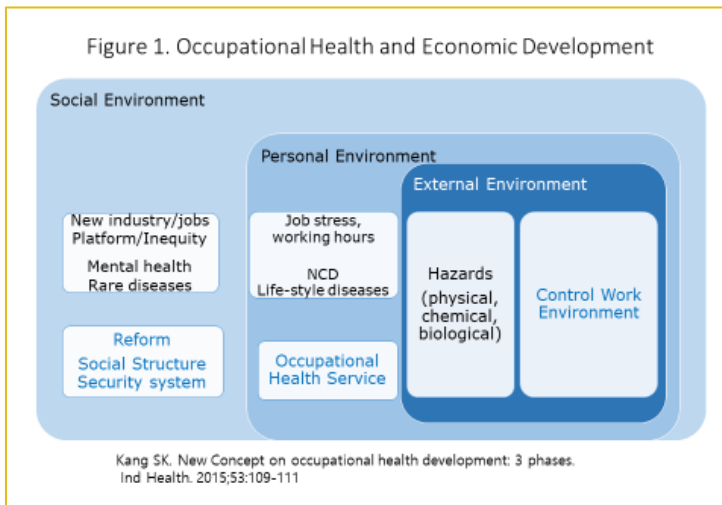 Figure 1. Occupational Health and Economic Development
Social Environment
Personal Environment
External Environment
New industry/jobs
Platform/Inequity
Mental health
Rare diseases
Reform
Social Structure
Security system
Job stress,
working hours
NCD
Life-style diseases
Occupational
Health Service
Hazards
(physical,
chemical,
biological)
Control Work
Environment
Kang SK. New Concept on occupational health development: 3 phases.
Ind Health. 2015;53:109-111